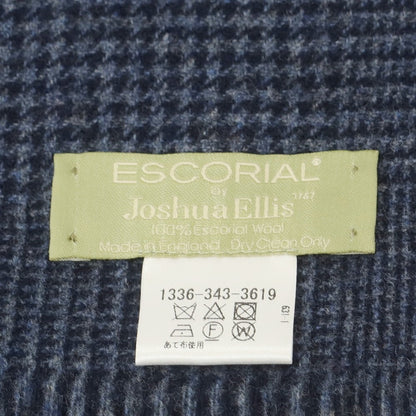 ESCORIAL®
By
Joshua Ellis 1767
100% Escorial Wool
Made in England Dry Clean Only
1336-343-3619
F W
あて布使用